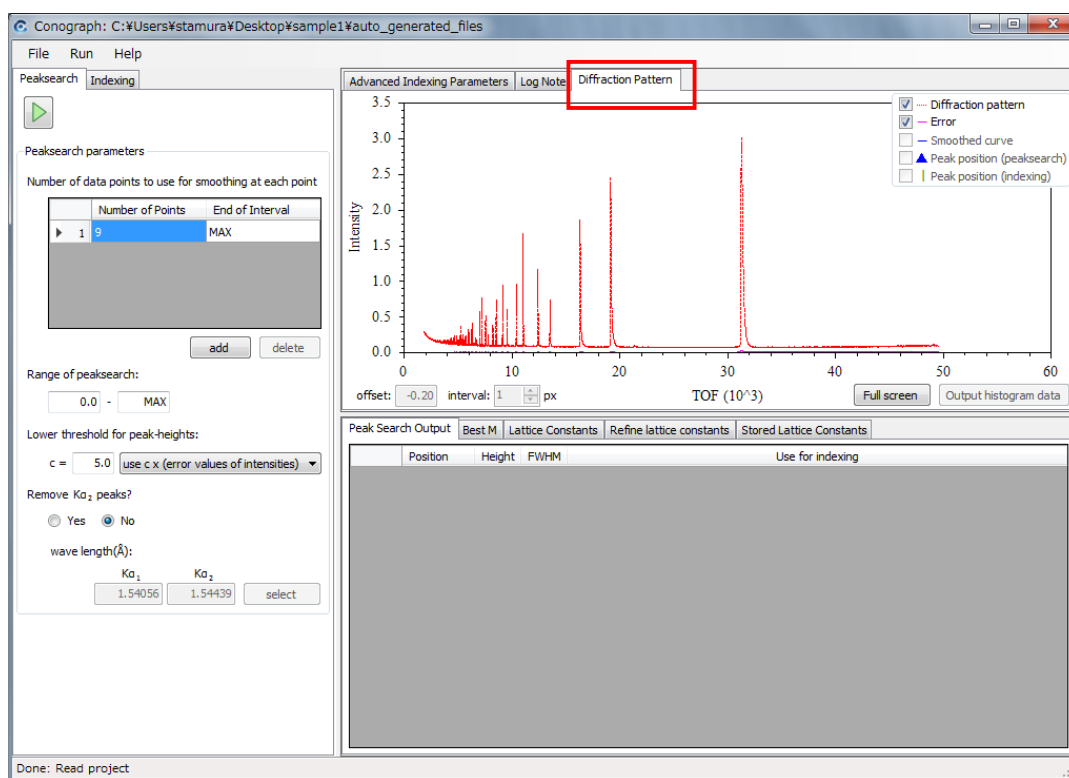 Conograph: C:¥Users¥stamura¥Desktop¥sample1¥auto_generated_files
File Run Help
Peaksearch Indexing
Peaksearch parameters
Number of data points to use for smoothing at each point
Number of Points End of Interval
1 9 MAX
add delete
Range of peaksearch:
0.0 - MAX
Lower threshold for peak-heights:
c = 5.0 use c x (error values of intensities)
Remove Kα₂ peaks?
Yes No
wave length(Å):
Kα₁ Kα₂
1.54056 1.54439 select
Advanced Indexing Parameters Log Note Diffraction Pattern
3.5
3.0
2.5
2.0
1.5
1.0
0.5
0.0
Intensity
0 10 20 30 40 50 60
TOF (10^3)
Diffraction pattern
Error
Smoothed curve
Peak position (peaksearch)
Peak position (indexing)
offset: -0.20 interval: 1 px
Full screen Output histogram data
Peak Search Output Best M Lattice Constants Refine lattice constants Stored Lattice Constants
Position Height FWHM Use for indexing
Done: Read project